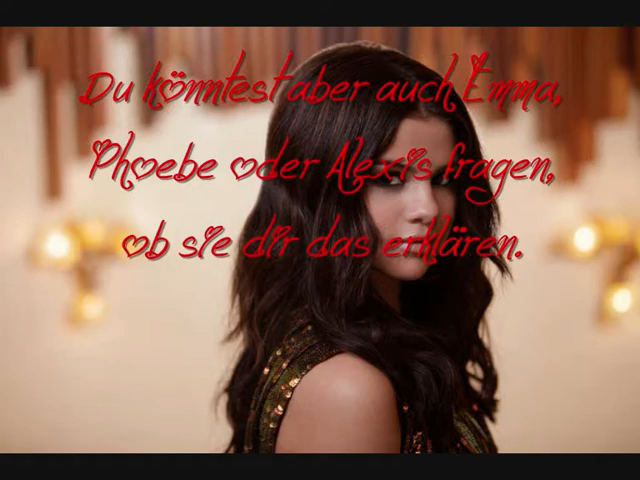 Du könntest aber auch Emma,
Phoebe oder Alexis fragen,
ob sie dir das erklären.